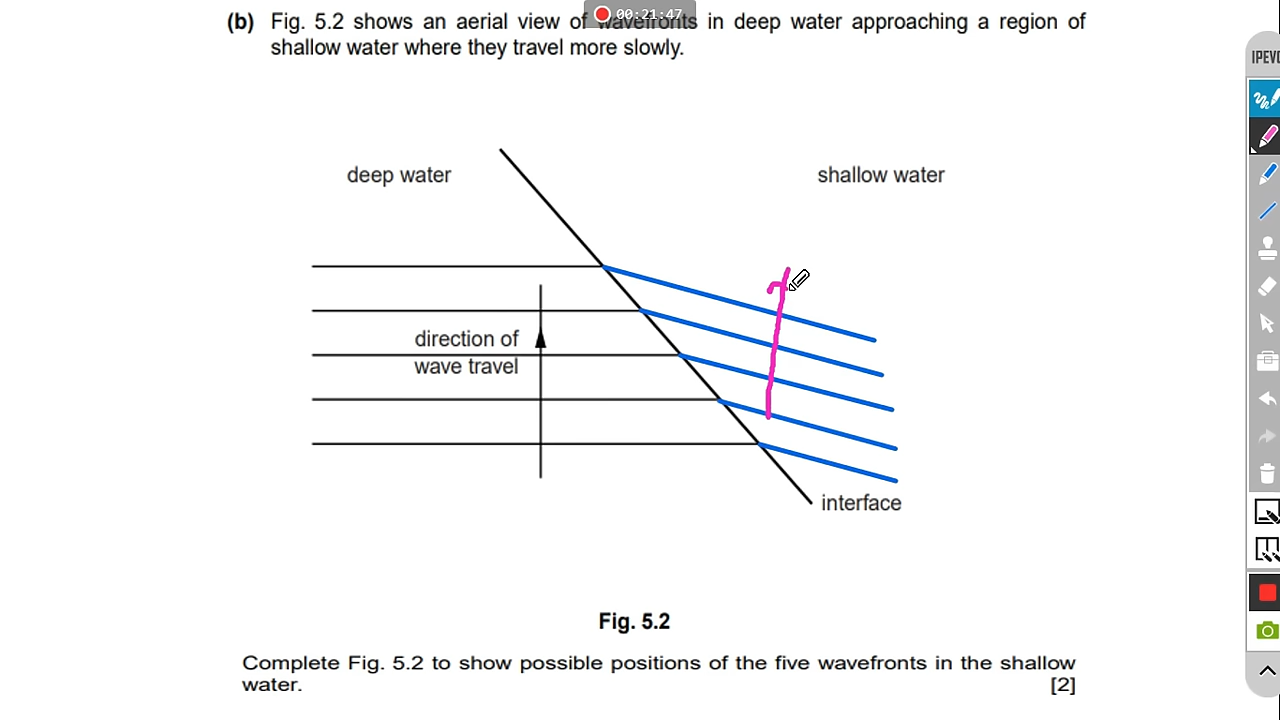 (b) Fig. 5.2 shows an aerial view of wavefronts in deep water approaching a region of
shallow water where they travel more slowly.
00:21:47
IPEVO
deep water
shallow water
direction of
wave travel
interface
Fig. 5.2
Complete Fig. 5.2 to show possible positions of the five wavefronts in the shallow
water. [2]